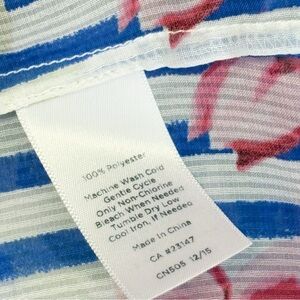 100% Polyester
Machine Wash Cold
Gentle Cycle
Only Non-Chlorine
Bleach When Needed
Tumble Dry Low
Cool Iron, If Needed
Made in China
CA #23147
CN505 12/15